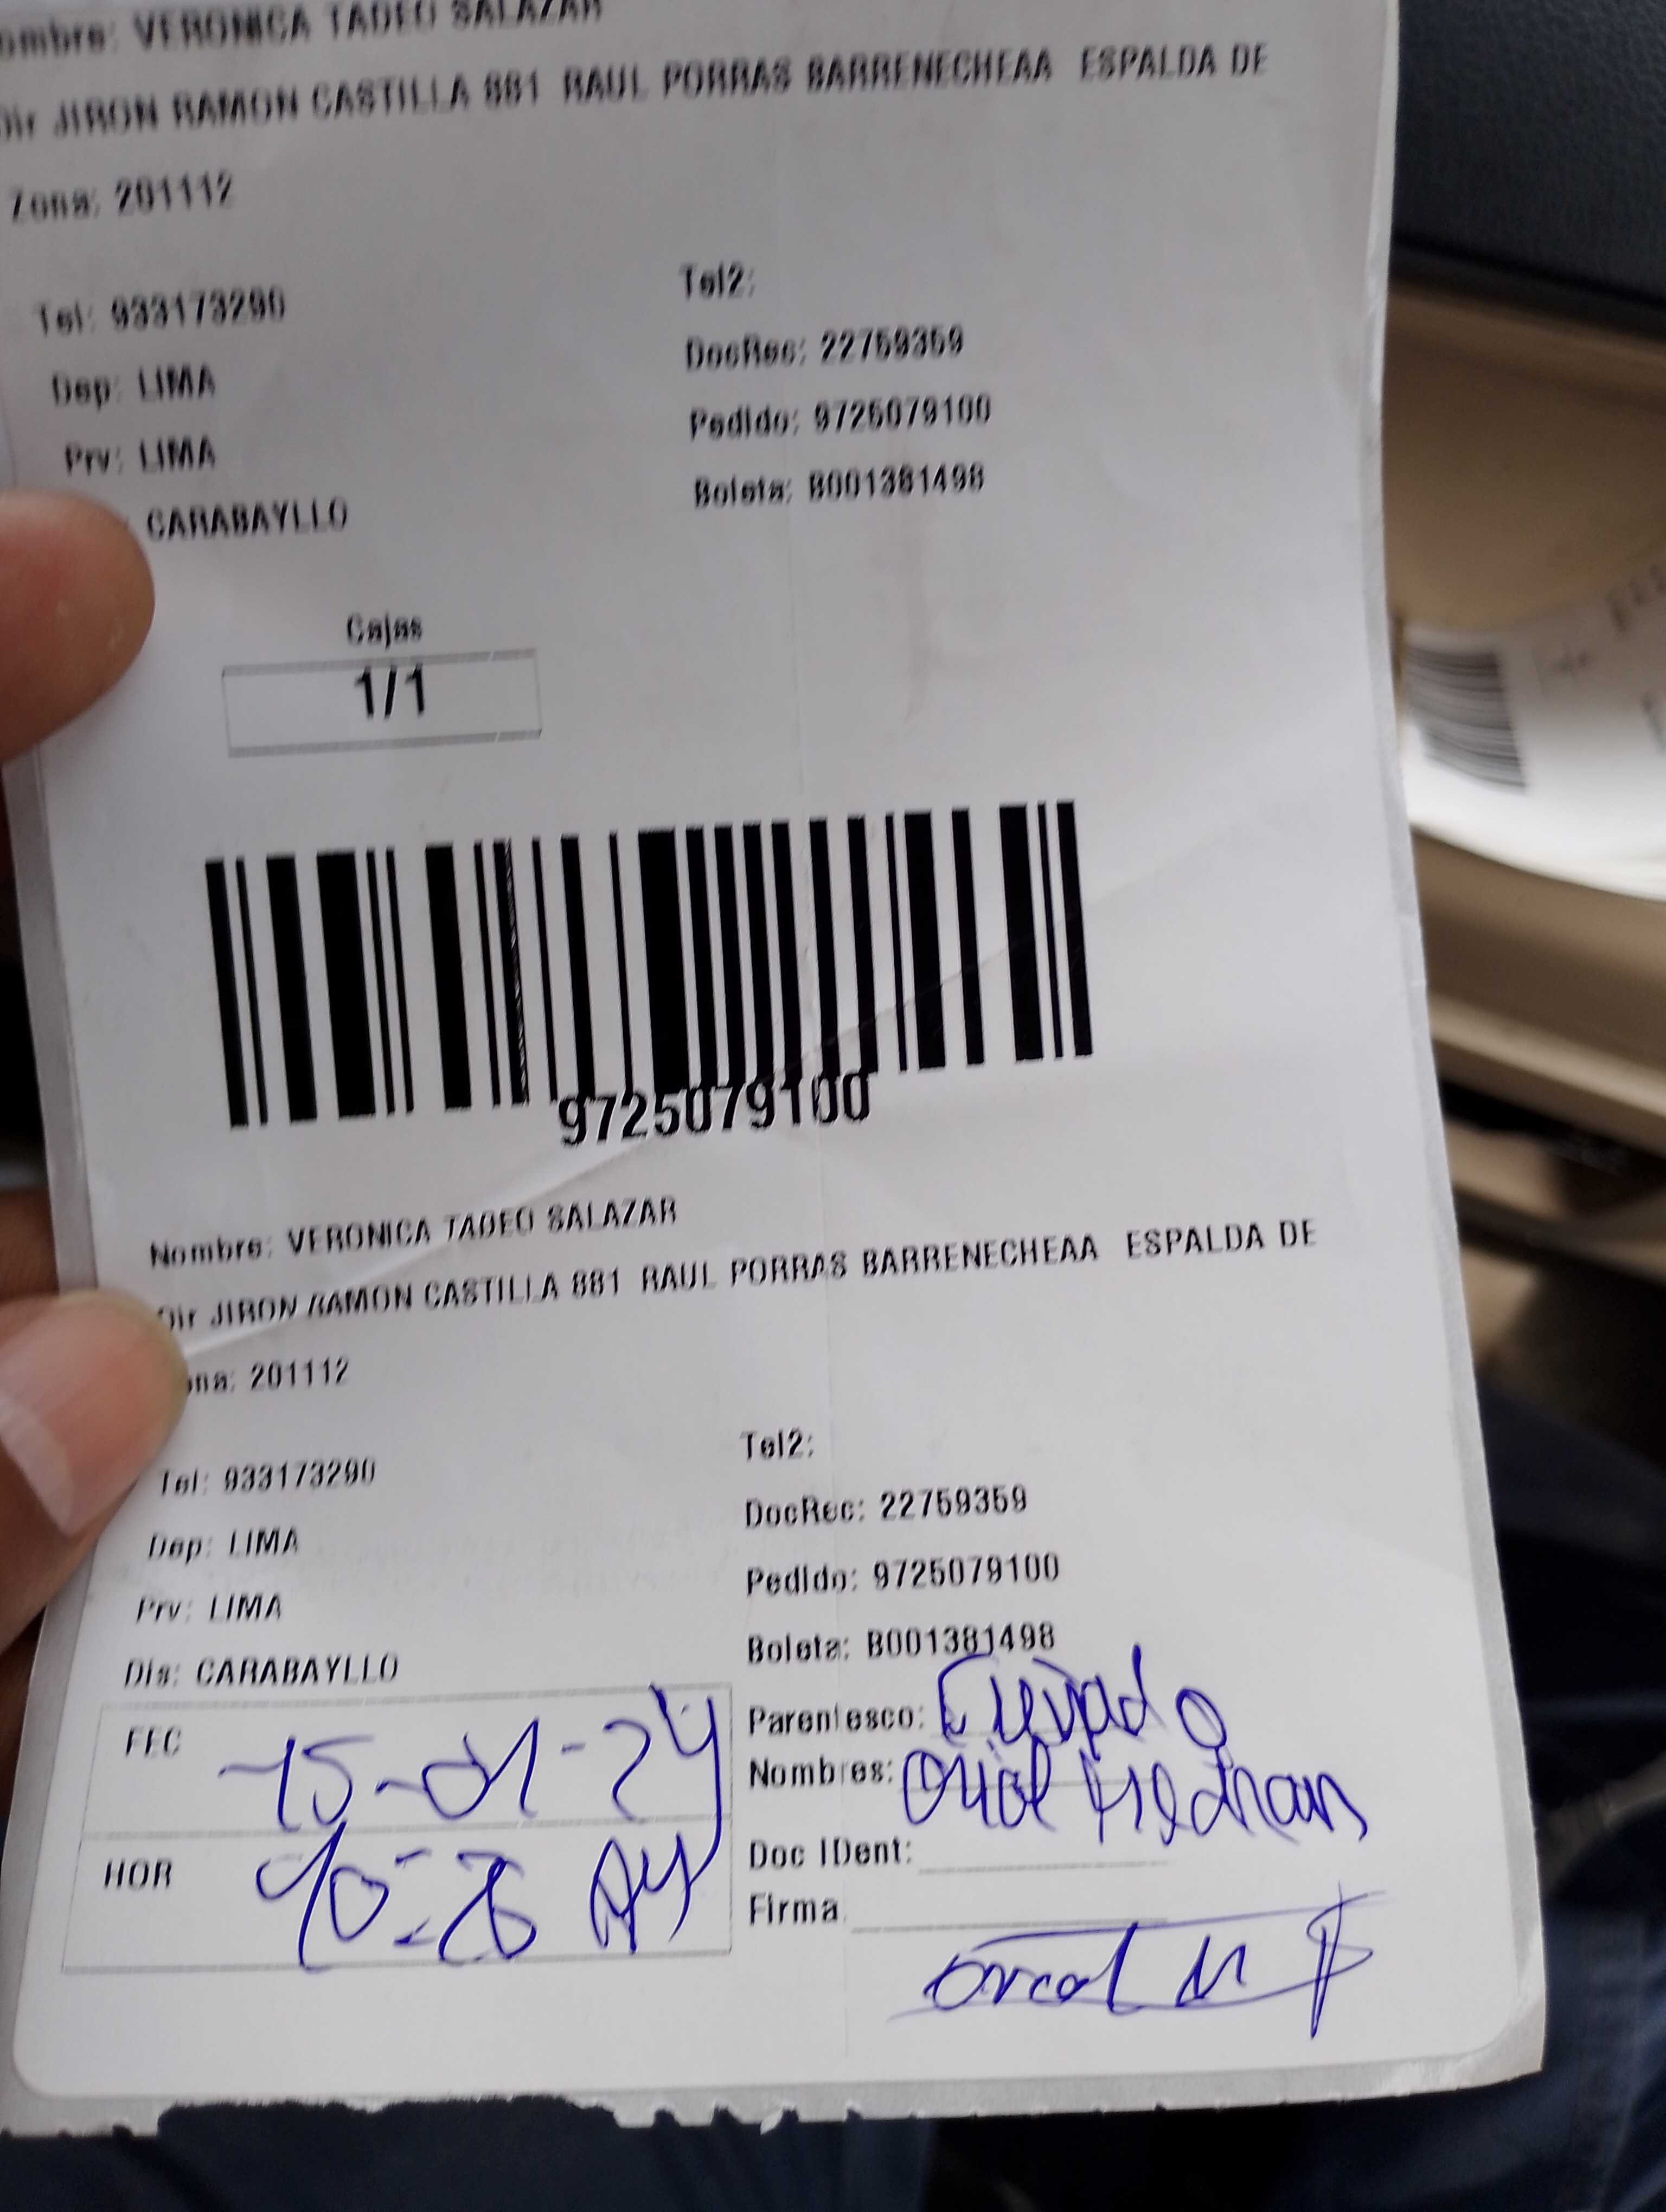 ombre: VERONICA TADEO SALAZAR
Dir JIRON RAMON CASTILLA 881 RAUL PORRAS BARRENECHEAA ESPALDA DE
Zona: 201112
Tel: 933173290 Tel2:
DocRec: 22759359
Dep: LIMA
Pedido: 9725079100
Prv: LIMA
Boleta: B001381498
CARABAYLLO
Cajas
1/1
9725079100
Nombre: VERONICA TADEO SALAZAR
Dir JIRON RAMON CASTILLA 881 RAUL PORRAS BARRENECHEAA ESPALDA DE
ona: 201112
Tel: 933173290 Tel2:
DocRec: 22759359
Dep: LIMA
Pedido: 9725079100
Prv: LIMA
Boleta: B001381498
Dis: CARABAYLLO
FEC 15-01-24
Parentesco:
Nombres:
HOR
Doc IDent:
Firma